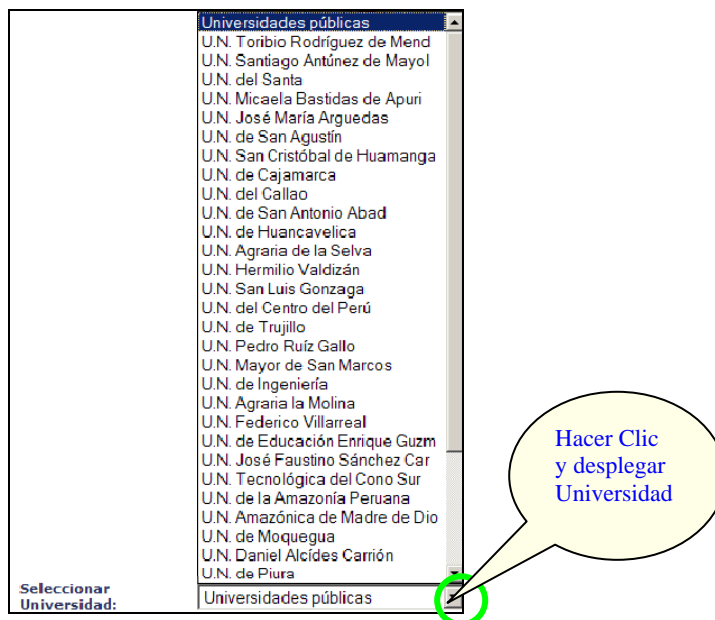 Universidades públicas
U.N. Toribio Rodríguez de Mend
U.N. Santiago Antúnez de Mayol
U.N. del Santa
U.N. Micaela Bastidas de Apuri
U.N. José María Arguedas
U.N. de San Agustín
U.N. San Cristóbal de Huamanga
U.N. de Cajamarca
U.N. del Callao
U.N. de San Antonio Abad
U.N. de Huancavelica
U.N. Agraria de la Selva
U.N. Hermilio Valdizán
U.N. San Luis Gonzaga
U.N. del Centro del Perú
U.N. de Trujillo
U.N. Pedro Ruíz Gallo
U.N. Mayor de San Marcos
U.N. de Ingeniería
U.N. Agraria la Molina
U.N. Federico Villarreal
U.N. de Educación Enrique Guzm
U.N. José Faustino Sánchez Car
U.N. Tecnológica del Cono Sur
U.N. de la Amazonía Peruana
U.N. Amazónica de Madre de Dio
U.N. de Moquegua
U.N. Daniel Alcídes Carrión
U.N. de Piura
Seleccionar
Universidad:
Universidades públicas
Hacer Clic
y desplegar
Universidad